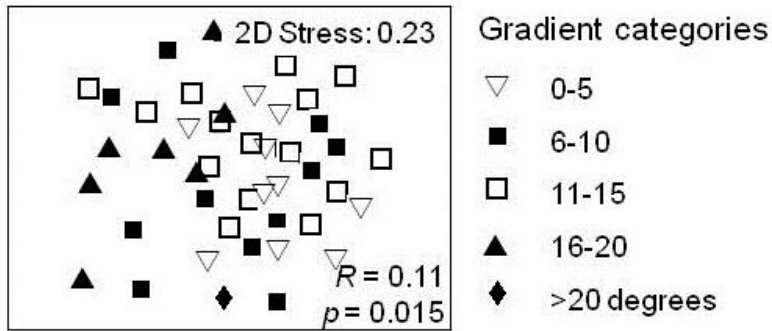 2D Stress: 0.23
R = 0.11
p = 0.015
Gradient categories
0-5
6-10
11-15
16-20
>20 degrees